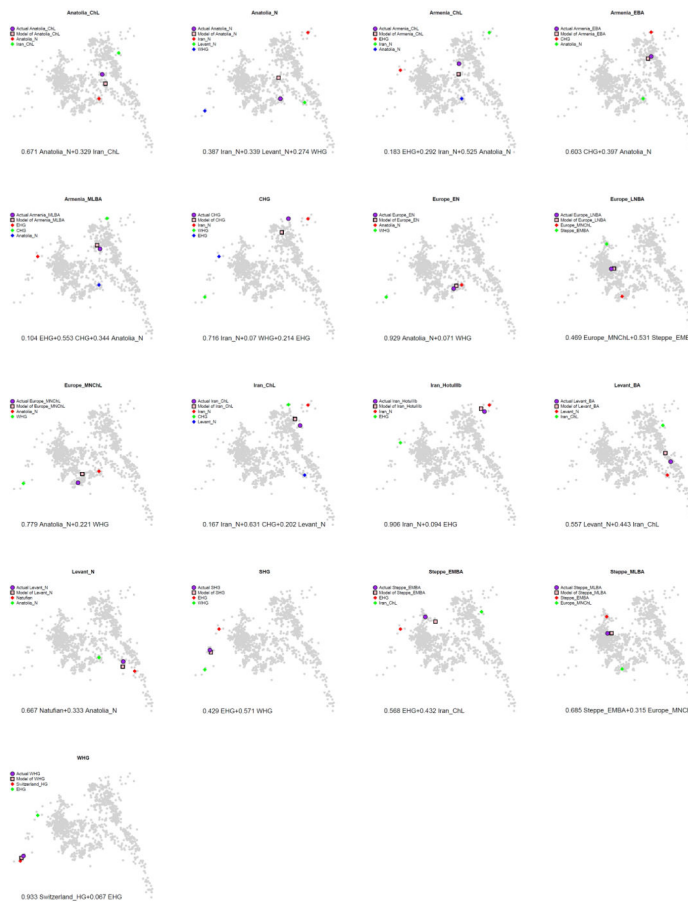 Anatolia_ChL
Actual Anatolia_ChL
Model of Anatolia_ChL
Anatolia_N
Iran_ChL
0.671 Anatolia_N+0.329 Iran_ChL
Anatolia_N
Actual Anatolia_N
Model of Anatolia_N
Iran_N
Levant_N
WHG
0.387 Iran_N+0.339 Levant_N+0.274 WHG
Armenia_ChL
Actual Armenia_ChL
Model of Armenia_ChL
EHG
Iran_N
Anatolia_N
0.183 EHG+0.292 Iran_N+0.525 Anatolia_N
Armenia_EBA
Actual Armenia_EBA
Model of Armenia_EBA
CHG
Anatolia_N
0.603 CHG+0.397 Anatolia_N
Armenia_MLBA
Actual Armenia_MLBA
Model of Armenia_MLBA
EHG
CHG
Anatolia_N
0.104 EHG+0.553 CHG+0.344 Anatolia_N
CHG
Actual CHG
Model of CHG
Iran_N
WHG
EHG
0.716 Iran_N+0.07 WHG+0.214 EHG
Europe_EN
Actual Europe_EN
Model of Europe_EN
Anatolia_N
WHG
0.929 Anatolia_N+0.071 WHG
Europe_LNBA
Actual Europe_LNBA
Model of Europe_LNBA
Europe_MNChL
Steppe_EMBA
0.469 Europe_MNChL+0.531 Steppe_EMB
Europe_MNChL
Actual Europe_MNChL
Model of Europe_MNChL
Anatolia_N
WHG
0.779 Anatolia_N+0.221 WHG
Iran_ChL
Actual Iran_ChL
Model of Iran_ChL
Iran_N
CHG
Levant_N
0.167 Iran_N+0.631 CHG+0.202 Levant_N
Iran_HotuIIIb
Actual Iran_HotuIIIb
Model of Iran_HotuIIIb
Iran_N
EHG
0.906 Iran_N+0.094 EHG
Levant_BA
Actual Levant_BA
Model of Levant_BA
Levant_N
Iran_ChL
0.557 Levant_N+0.443 Iran_ChL
Levant_N
Actual Levant_N
Model of Levant_N
Natufian
Anatolia_N
0.667 Natufian+0.333 Anatolia_N
SHG
Actual SHG
Model of SHG
EHG
WHG
0.429 EHG+0.571 WHG
Steppe_EMBA
Actual Steppe_EMBA
Model of Steppe_EMBA
EHG
Iran_ChL
0.568 EHG+0.432 Iran_ChL
Steppe_MLBA
Actual Steppe_MLBA
Model of Steppe_MLBA
Steppe_EMBA
Europe_MNChL
0.685 Steppe_EMBA+0.315 Europe_MNCh
WHG
Actual WHG
Model of WHG
Switzerland_HG
EHG
0.933 Switzerland_HG+0.067 EHG